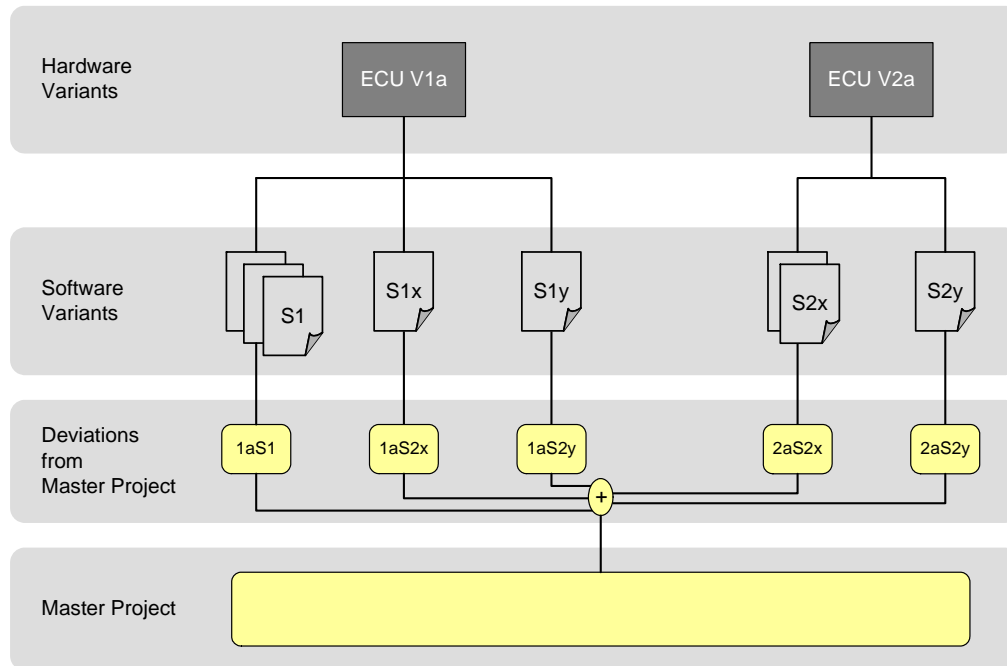 Hardware
Variants
ECU V1a
ECU V2a
Software
Variants
S1
S1x
S1y
S2x
S2y
Deviations
from
Master Project
1aS1
1aS2x
1aS2y
2aS2x
2aS2y
+
Master Project